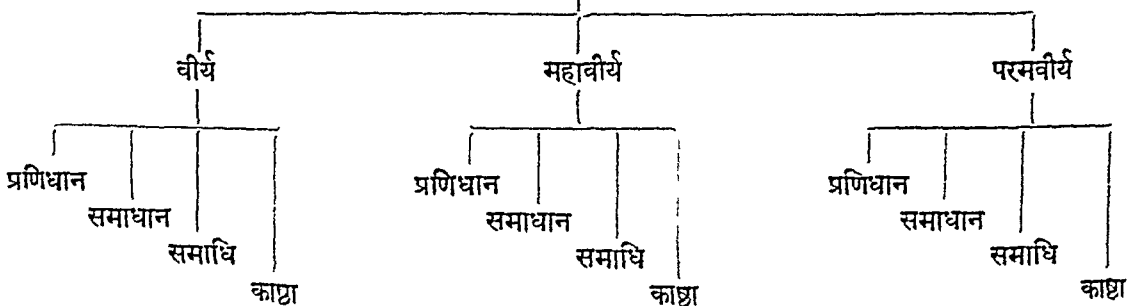 वीर्य महावीर्य परमवीर्य
प्रणिधान प्रणिधान प्रणिधान
समाधान समाधान समाधान
समाधि समाधि समाधि
काष्ठा काष्ठा काष्ठा